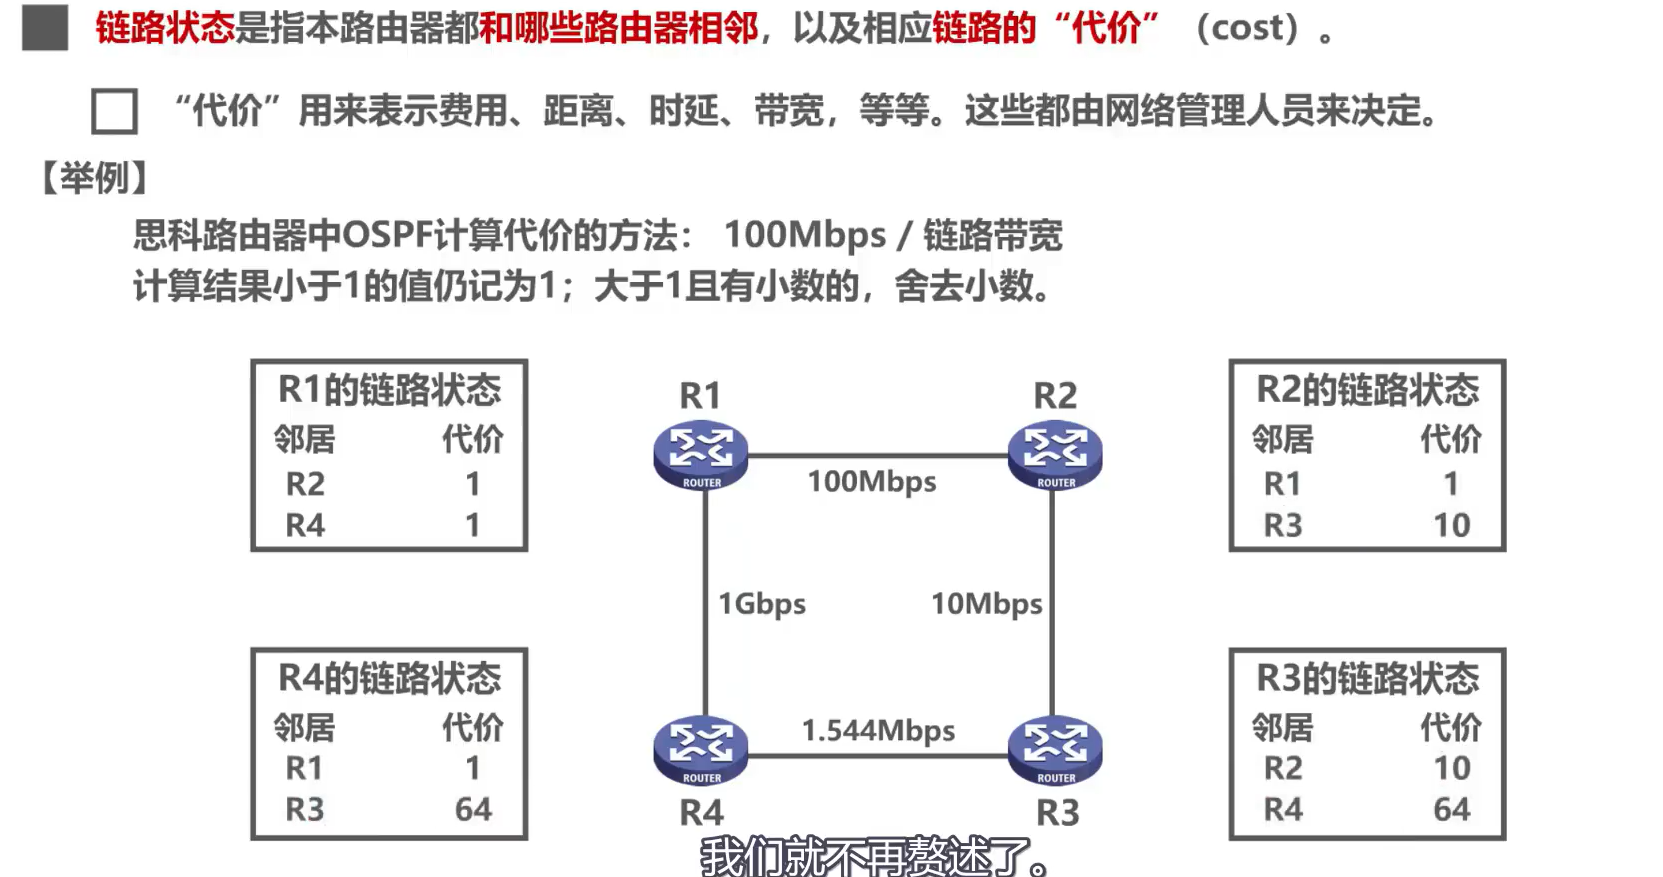 链路状态是指本路由器都和哪些路由器相邻，以及相应链路的“代价”（cost）。
“代价”用来表示费用、距离、时延、带宽，等等。这些都由网络管理人员来决定。
【举例】
思科路由器中OSPF计算代价的方法： 100Mbps / 链路带宽
计算结果小于1的值仍记为1；大于1且有小数的，舍去小数。
R1的链路状态
邻居 代价
R2 1
R4 1
R1
R2
ROUTER
ROUTER
100Mbps
R2的链路状态
邻居 代价
R1 1
R3 10
1Gbps
10Mbps
R4的链路状态
邻居 代价
R1 1
R3 64
1.544Mbps
ROUTER
ROUTER
R4
R3
R3的链路状态
邻居 代价
R2 10
R4 64
我们就不再赘述了。